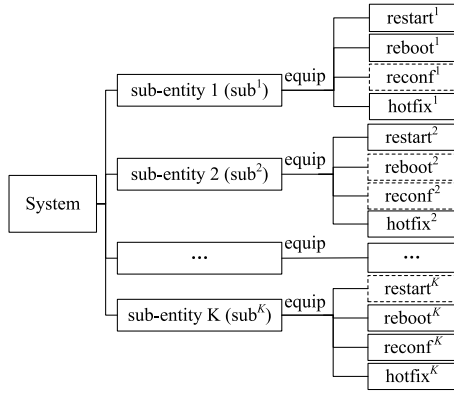 restart¹
reboot¹
equip
reconf¹
sub-entity 1 (sub¹)
hotfix¹
restart²
reboot²
equip
sub-entity 2 (sub²)
reconf²
System
hotfix²
equip
...
...
restartᴷ
equip
sub-entity K (subᴷ)
rebootᴷ
reconfᴷ
hotfixᴷ